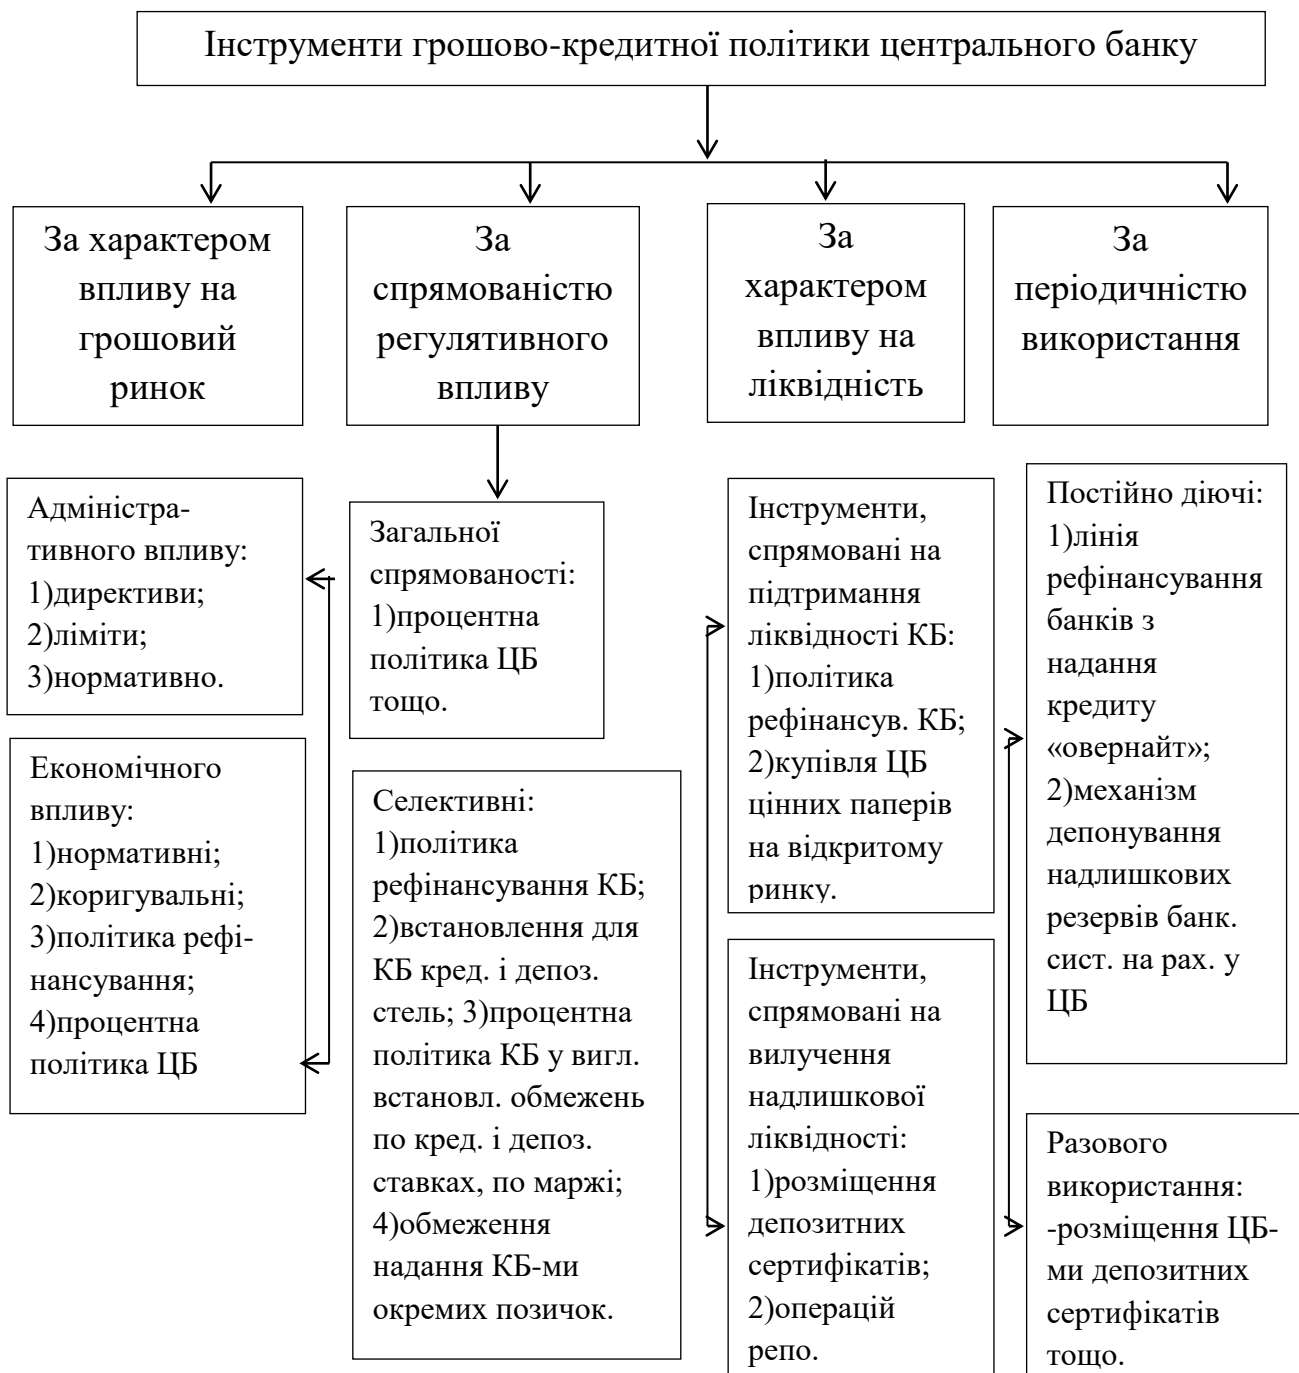 Інструменти грошово-кредитної політики центрального банку
За характером
впливу на
грошовий
ринок
За
спрямованістю
регулятивного
впливу
За
характером
впливу на
ліквідність
За
періодичністю
використання
Адміністра-
тивного впливу:
1)директиви;
2)ліміти;
3)нормативно.
Економічного
впливу:
1)нормативні;
2)коригувальні;
3)політика рефі-
нансування;
4)процентна
політика ЦБ
Загальної
спрямованості:
1)процентна
політика ЦБ
тощо.
Селективні:
1)політика
рефінансування КБ;
2)встановлення для
КБ кред. і депоз.
стель; 3)процентна
політика КБ у вигл.
встановл. обмежень
по кред. і депоз.
ставках, по маржі;
4)обмеження
надання КБ-ми
окремих позичок.
Інструменти,
спрямовані на
підтримання
ліквідності КБ:
1)політика
рефінансув. КБ;
2)купівля ЦБ
цінних паперів
на відкритому
ринку.
Інструменти,
спрямовані на
вилучення
надлишкової
ліквідності:
1)розміщення
депозитних
сертифікатів;
2)операцій
репо.
Постійно діючі:
1)лінія
рефінансування
банків з
надання
кредиту
«овернайт»;
2)механізм
депонування
надлишкових
резервів банк.
сист. на рах. у
ЦБ
Разового
використання:
-розміщення ЦБ-
ми депозитних
сертифікатів
тощо.